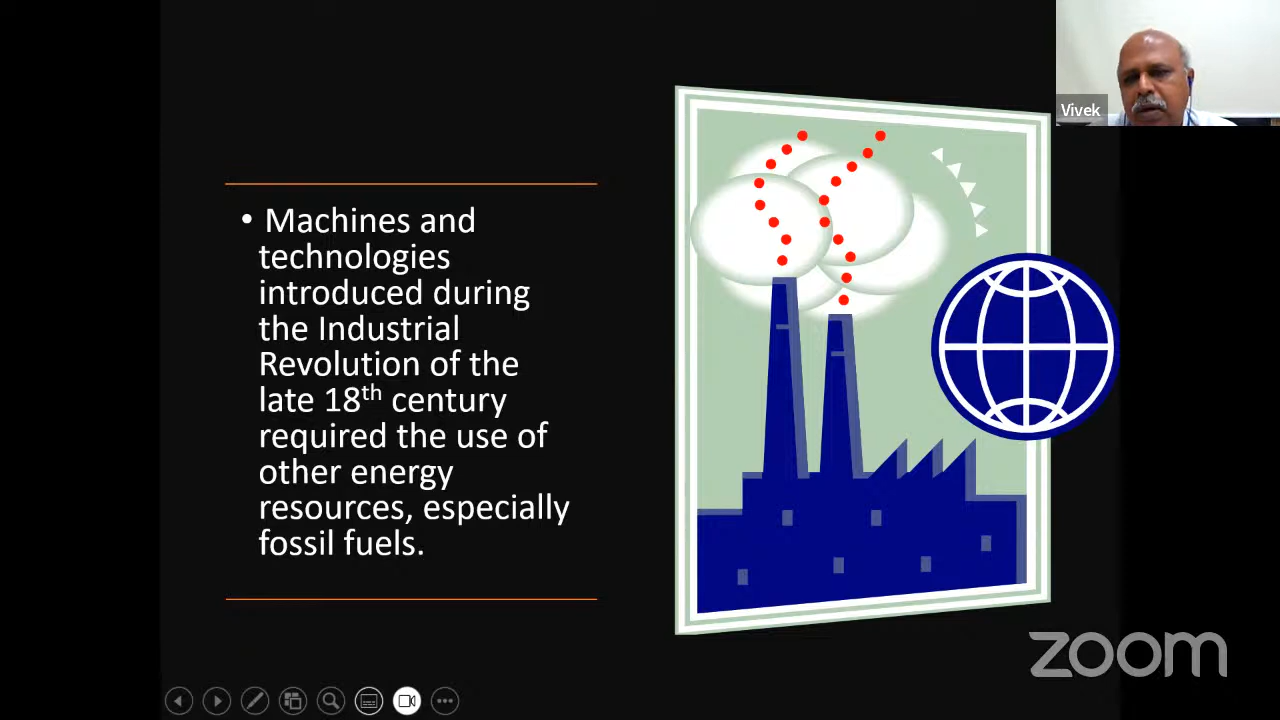 Vivek
• Machines and
technologies
introduced during
the Industrial
Revolution of the
late 18th century
required the use of
other energy
resources, especially
fossil fuels.
zoom